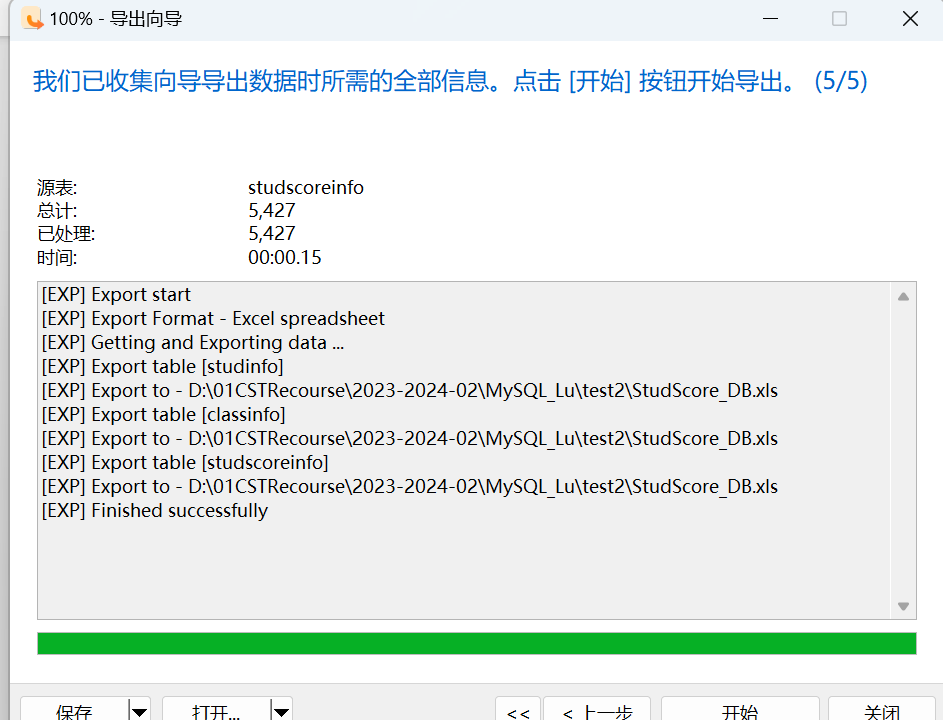 100% - 导出向导
我们已收集向导导出数据时所需的全部信息。点击 [开始] 按钮开始导出。 (5/5)
源表: studscoreinfo
总计: 5,427
已处理: 5,427
时间: 00:00.15
[EXP] Export start
[EXP] Export Format - Excel spreadsheet
[EXP] Getting and Exporting data ...
[EXP] Export table [studinfo]
[EXP] Export to - D:\01CSTRecourse\2023-2024-02\MySQL_Lu\test2\StudScore_DB.xls
[EXP] Export table [classinfo]
[EXP] Export to - D:\01CSTRecourse\2023-2024-02\MySQL_Lu\test2\StudScore_DB.xls
[EXP] Export table [studscoreinfo]
[EXP] Export to - D:\01CSTRecourse\2023-2024-02\MySQL_Lu\test2\StudScore_DB.xls
[EXP] Finished successfully
保存 打开... << < 上一步 开始 关闭